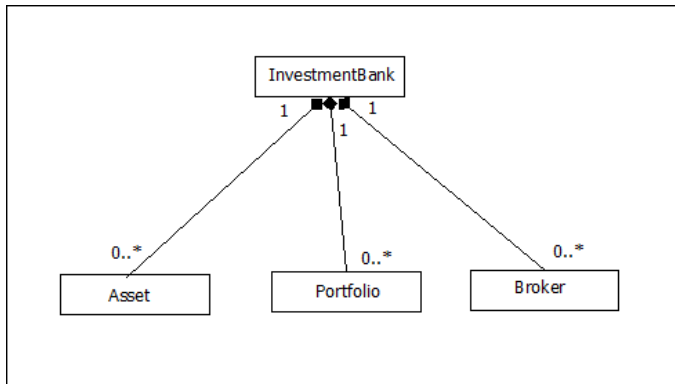 InvestmentBank
1
1
1
0..*
0..*
0..*
Asset
Portfolio
Broker